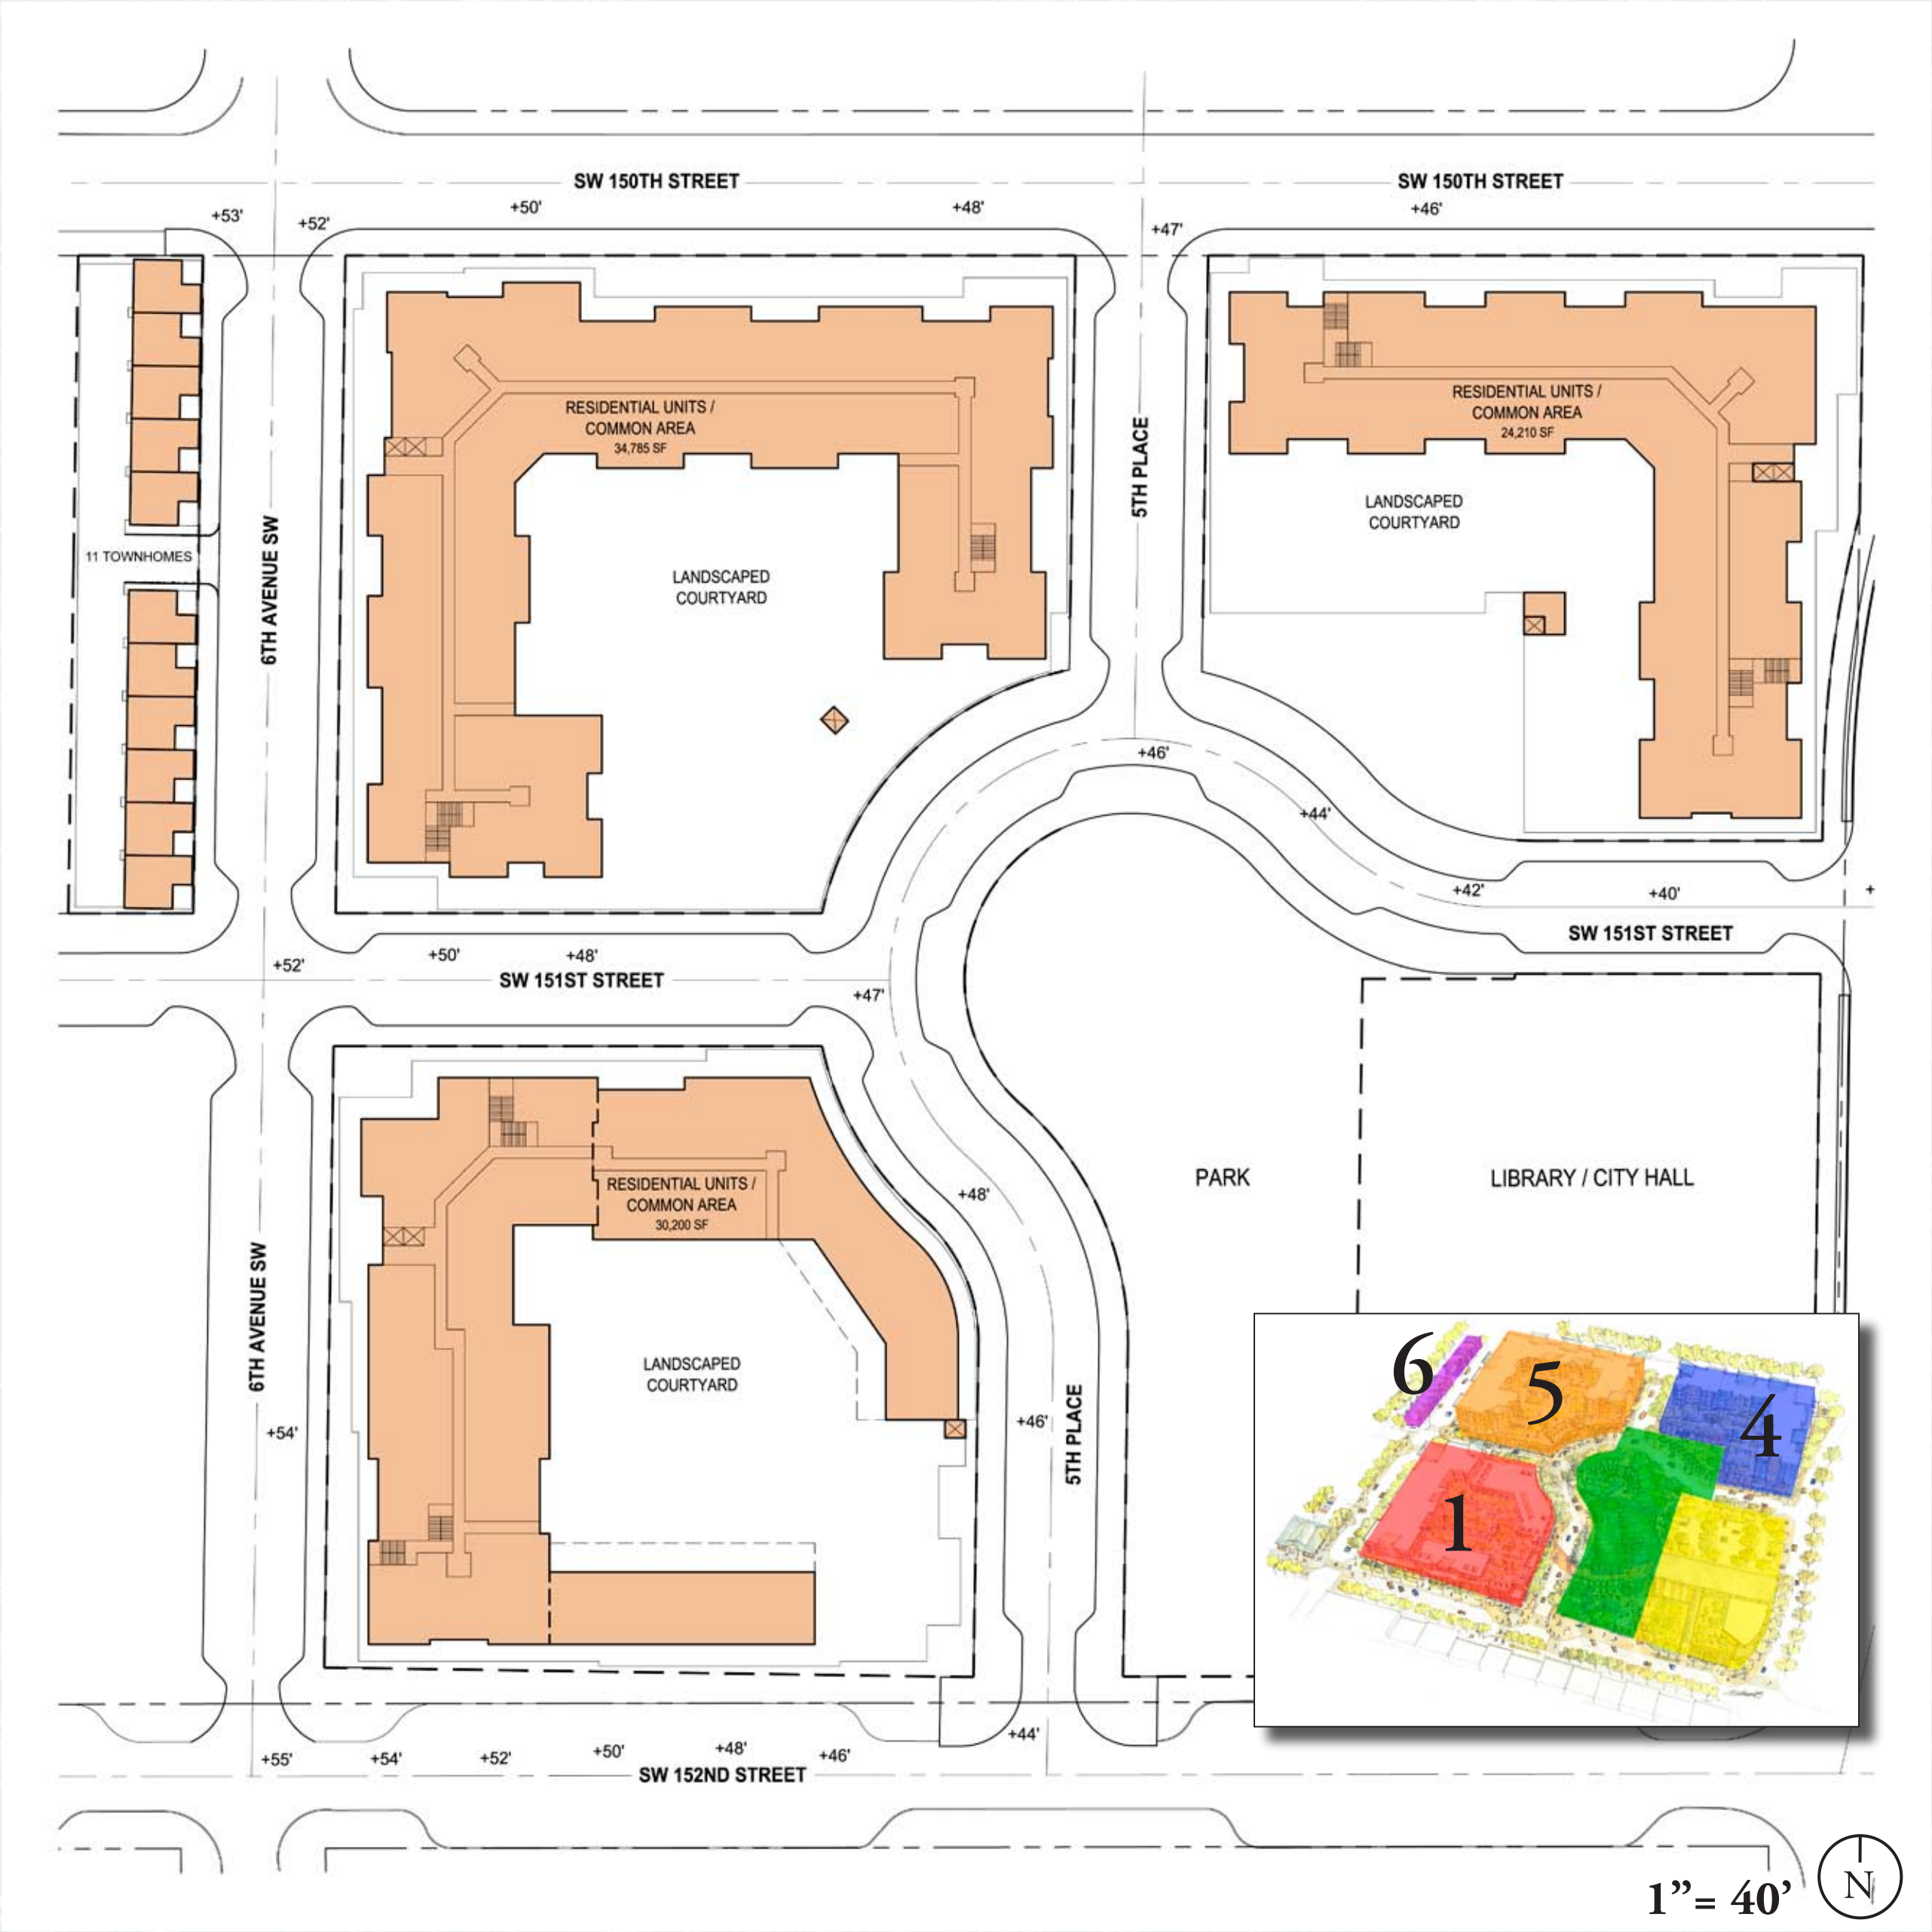 SW 150TH STREET
SW 150TH STREET
+53'
+52'
+50'
+48'
+47'
+46'
RESIDENTIAL UNITS /
COMMON AREA
34,785 SF
RESIDENTIAL UNITS /
COMMON AREA
24,210 SF
5TH PLACE
LANDSCAPED
COURTYARD
6TH AVENUE SW
11 TOWNHOMES
LANDSCAPED
COURTYARD
+46'
+44'
+42'
+40'
+
SW 151ST STREET
+52'
+50'
+48'
SW 151ST STREET
+47'
RESIDENTIAL UNITS /
COMMON AREA
30,200 SF
+48'
PARK
LIBRARY / CITY HALL
6TH AVENUE SW
LANDSCAPED
COURTYARD
+54'
+46'
5TH PLACE
6
5
4
1
+55'
+54'
+52'
+50'
+48'
+46'
+44'
SW 152ND STREET
1”= 40’
N